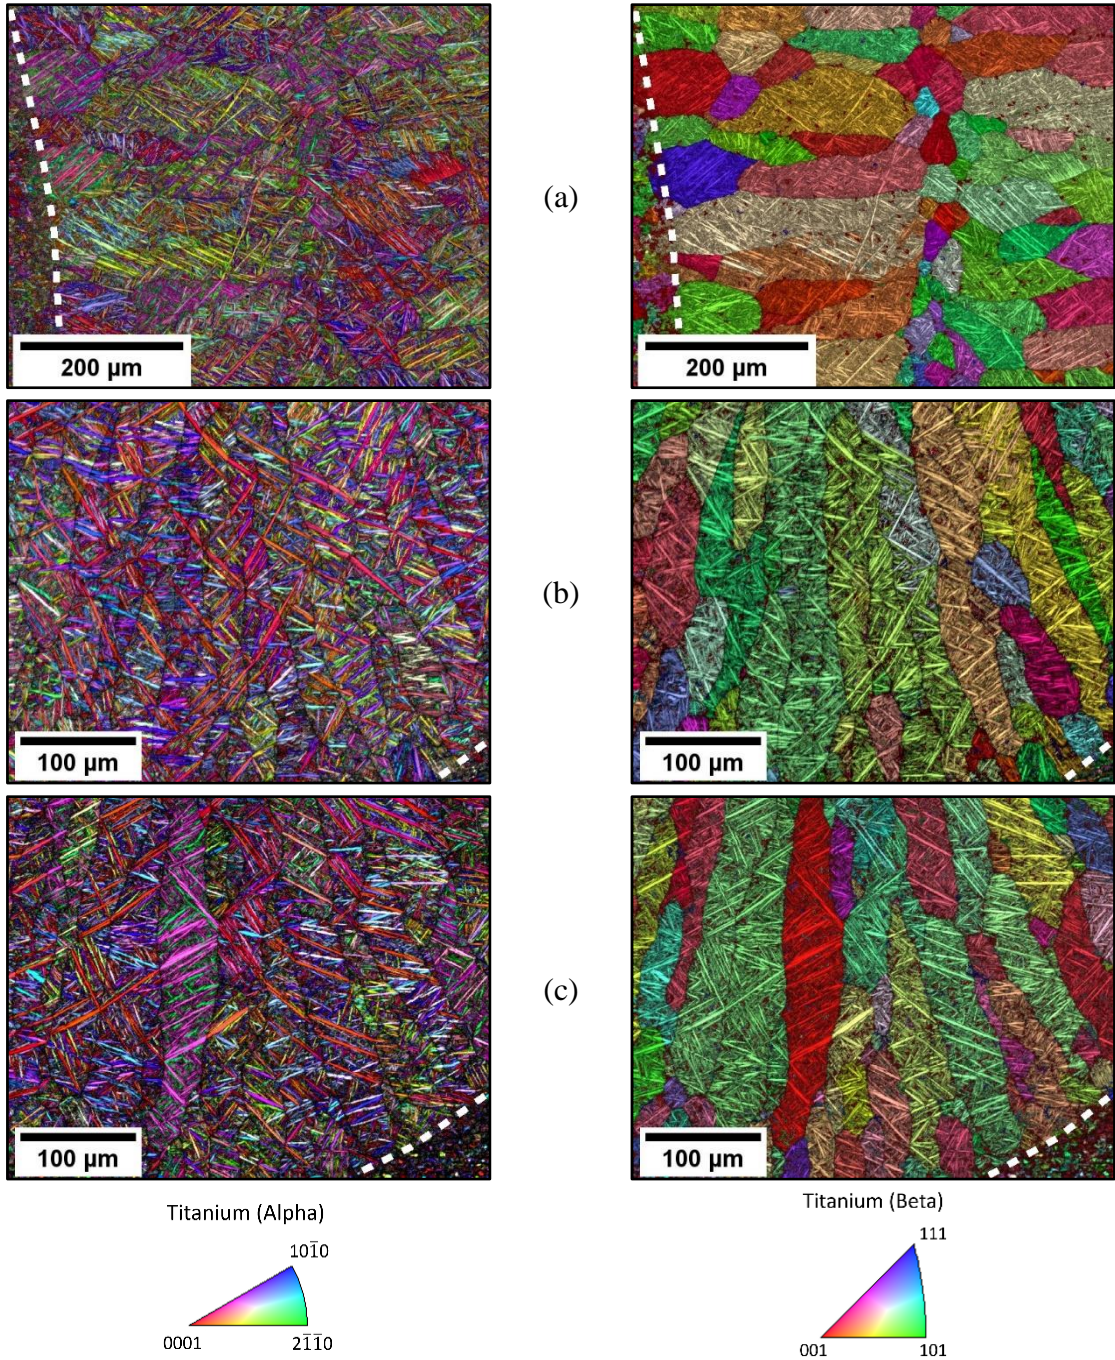 (a)
200 µm
200 µm
(b)
100 µm
100 µm
(c)
100 µm
100 µm
Titanium (Alpha)
Titanium (Beta)
101̅0
111
0001
21̅1̅0
001
101